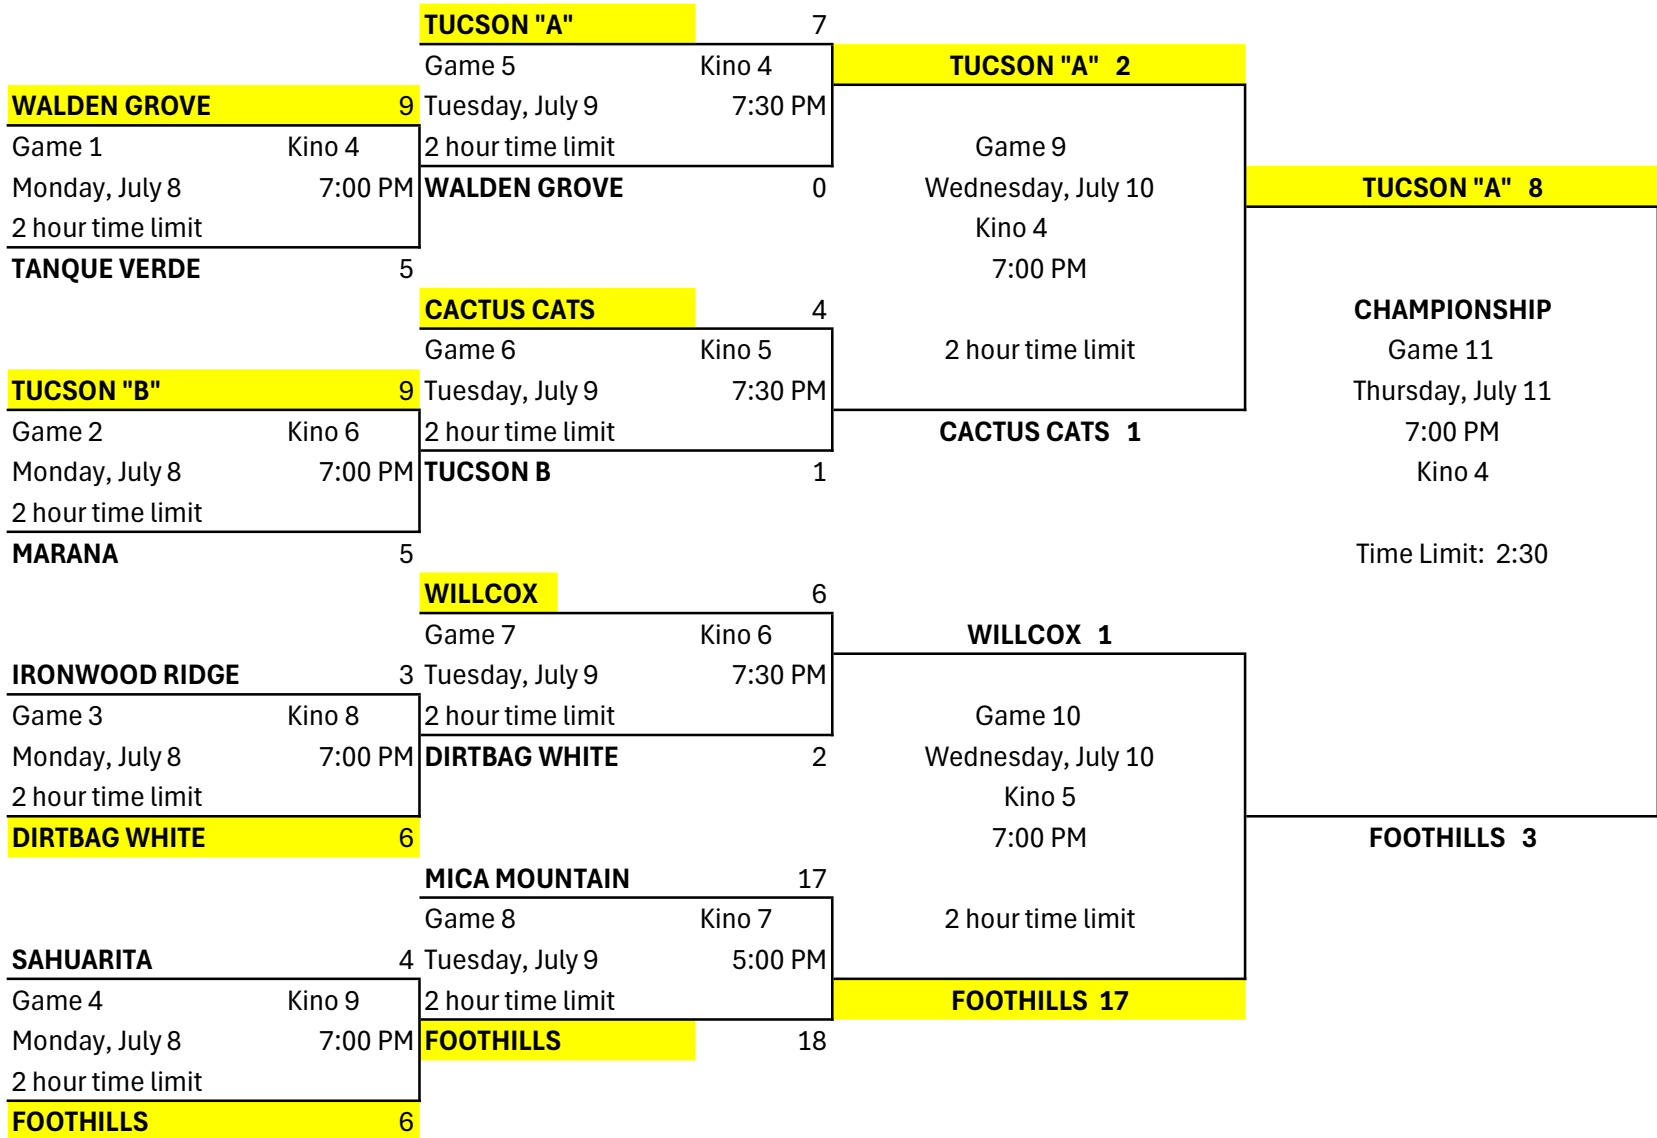 TUCSON "A" 7
Game 5 Kino 4 TUCSON "A" 2
WALDEN GROVE 9 Tuesday, July 9 7:30 PM
Game 1 Kino 4 2 hour time limit Game 9
Monday, July 8 7:00 PM WALDEN GROVE 0 Wednesday, July 10 TUCSON "A" 8
2 hour time limit Kino 4
TANQUE VERDE 5 7:00 PM
CACTUS CATS 4 CHAMPIONSHIP
Game 6 Kino 5 2 hour time limit Game 11
TUCSON "B" 9 Tuesday, July 9 7:30 PM Thursday, July 11
Game 2 Kino 6 2 hour time limit CACTUS CATS 1 7:00 PM
Monday, July 8 7:00 PM TUCSON B 1 Kino 4
2 hour time limit
MARANA 5 Time Limit: 2:30
WILLCOX 6
Game 7 Kino 6 WILLCOX 1
IRONWOOD RIDGE 3 Tuesday, July 9 7:30 PM
Game 3 Kino 8 2 hour time limit Game 10
Monday, July 8 7:00 PM DIRTBAG WHITE 2 Wednesday, July 10
2 hour time limit Kino 5
DIRTBAG WHITE 6 7:00 PM FOOTHILLS 3
MICA MOUNTAIN 17
Game 8 Kino 7 2 hour time limit
SAHUARITA 4 Tuesday, July 9 5:00 PM
Game 4 Kino 9 2 hour time limit FOOTHILLS 17
Monday, July 8 7:00 PM FOOTHILLS 18
2 hour time limit
FOOTHILLS 6